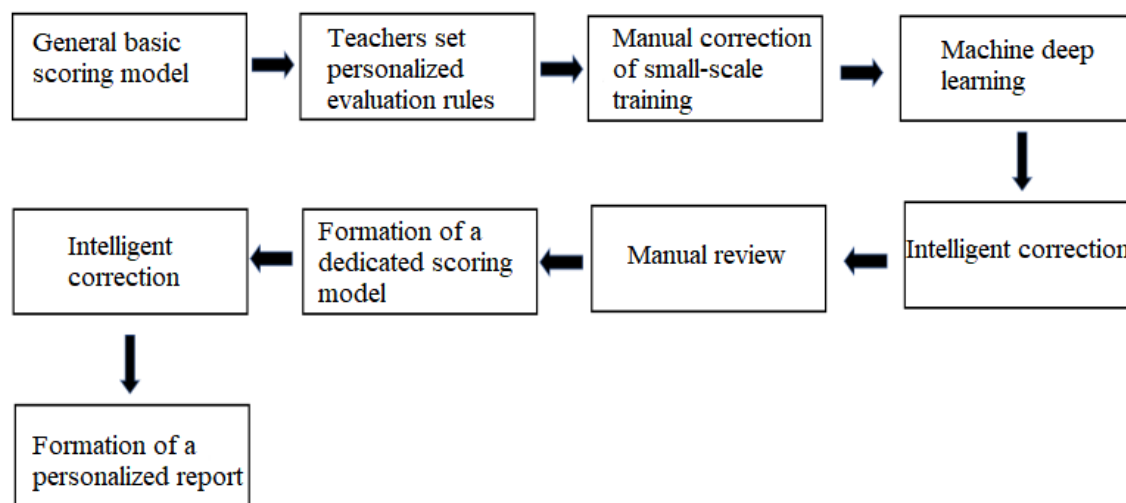 General basic
scoring model
Teachers set
personalized
evaluation rules
Manual correction
of small-scale
training
Machine deep
learning
Intelligent correction
Manual review
Formation of a
dedicated scoring
model
Intelligent
correction
Formation of a
personalized report